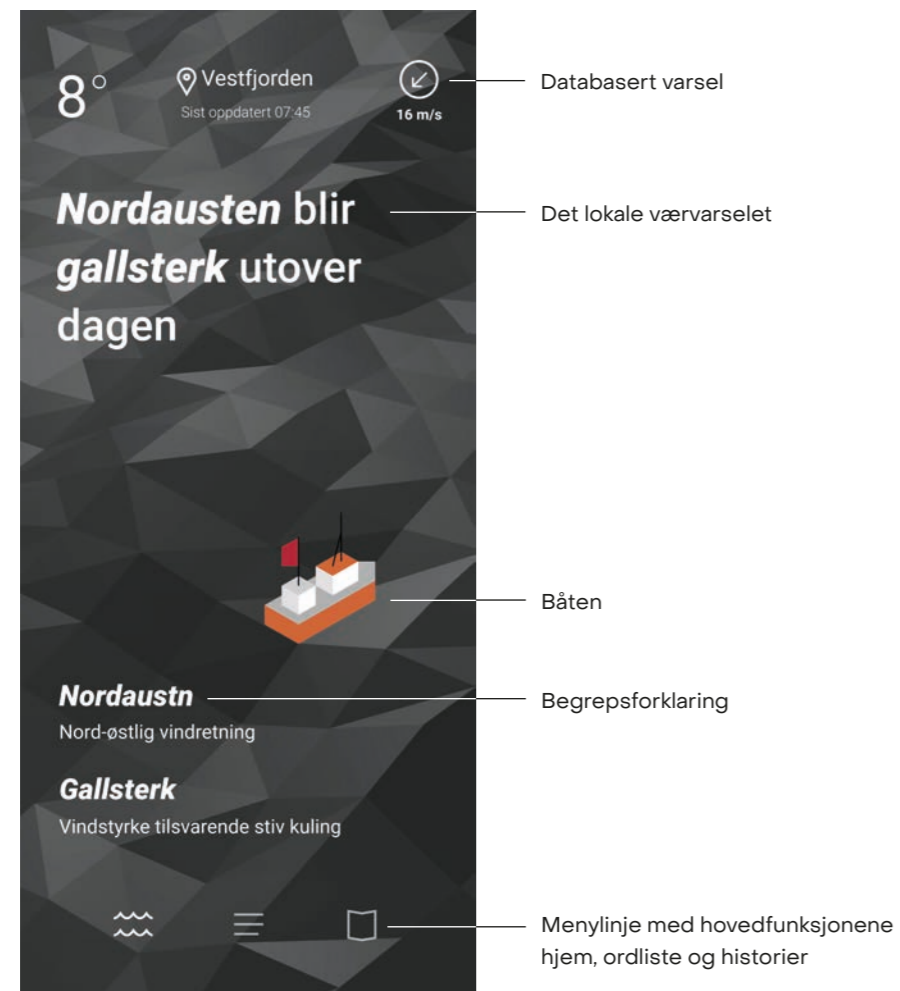 8°
Vestfjorden
Sist oppdatert 07:45
16 m/s
Databasert varsel
Nordausten blir
gallsterk utover
dagen
Det lokale værvarselet
Båten
Nordaustn
Nord-østlig vindretning
Begrepsforklaring
Gallsterk
Vindstyrke tilsvarende stiv kuling
Menylinje med hovedfunksjonene
hjem, ordliste og historier